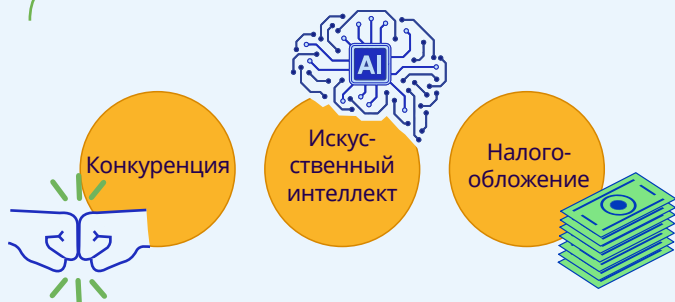 AI
Конкуренция
Искус-
ственный
интеллект
Налого-
обложение